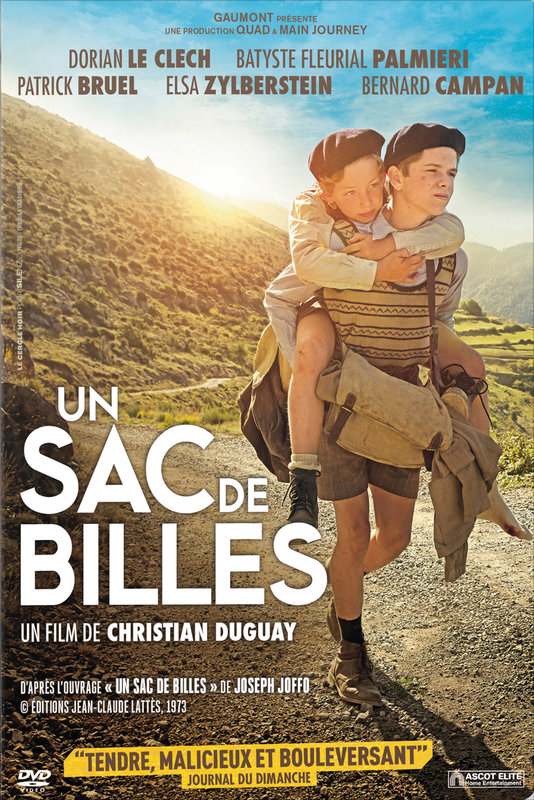 GAUMONT PRÉSENTE
UNE PRODUCTION QUAD & MAIN JOURNEY
DORIAN LE CLECH BATYSTE FLEURIAL PALMIERI
PATRICK BRUEL ELSA ZYLBERSTEIN BERNARD CAMPAN
UN
SAC DE
BILLES
UN FILM DE CHRISTIAN DUGUAY
D'APRÈS L'OUVRAGE « UN SAC DE BILLES » DE JOSEPH JOFFO
© ÉDITIONS JEAN-CLAUDE LATTÈS, 1973
"TENDRE, MALICIEUX ET BOULEVERSANT"
JOURNAL DU DIMANCHE
DVD
VIDEO
ASCOT ELITE
Home Entertainment